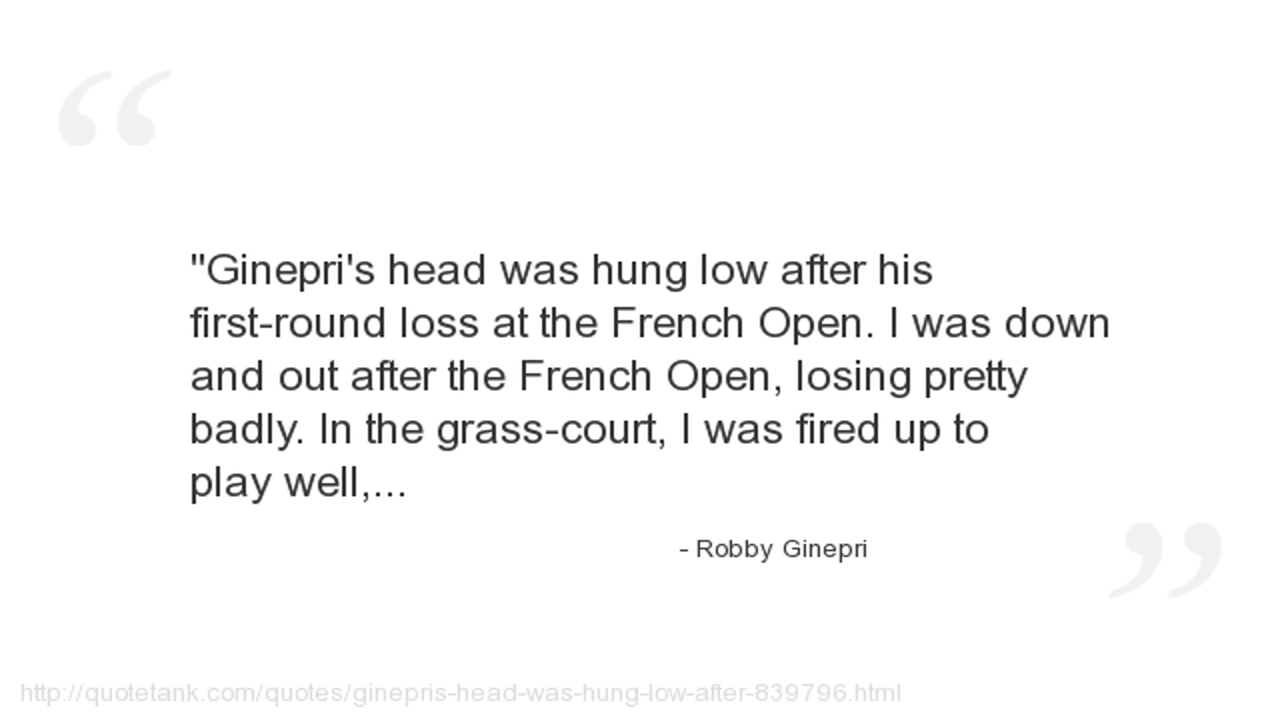 "Ginepri's head was hung low after his
first-round loss at the French Open. I was down
and out after the French Open, losing pretty
badly. In the grass-court, I was fired up to
play well,...
- Robby Ginepri
http://quotetank.com/quotes/ginepris-head-was-hung-low-after-839796.html